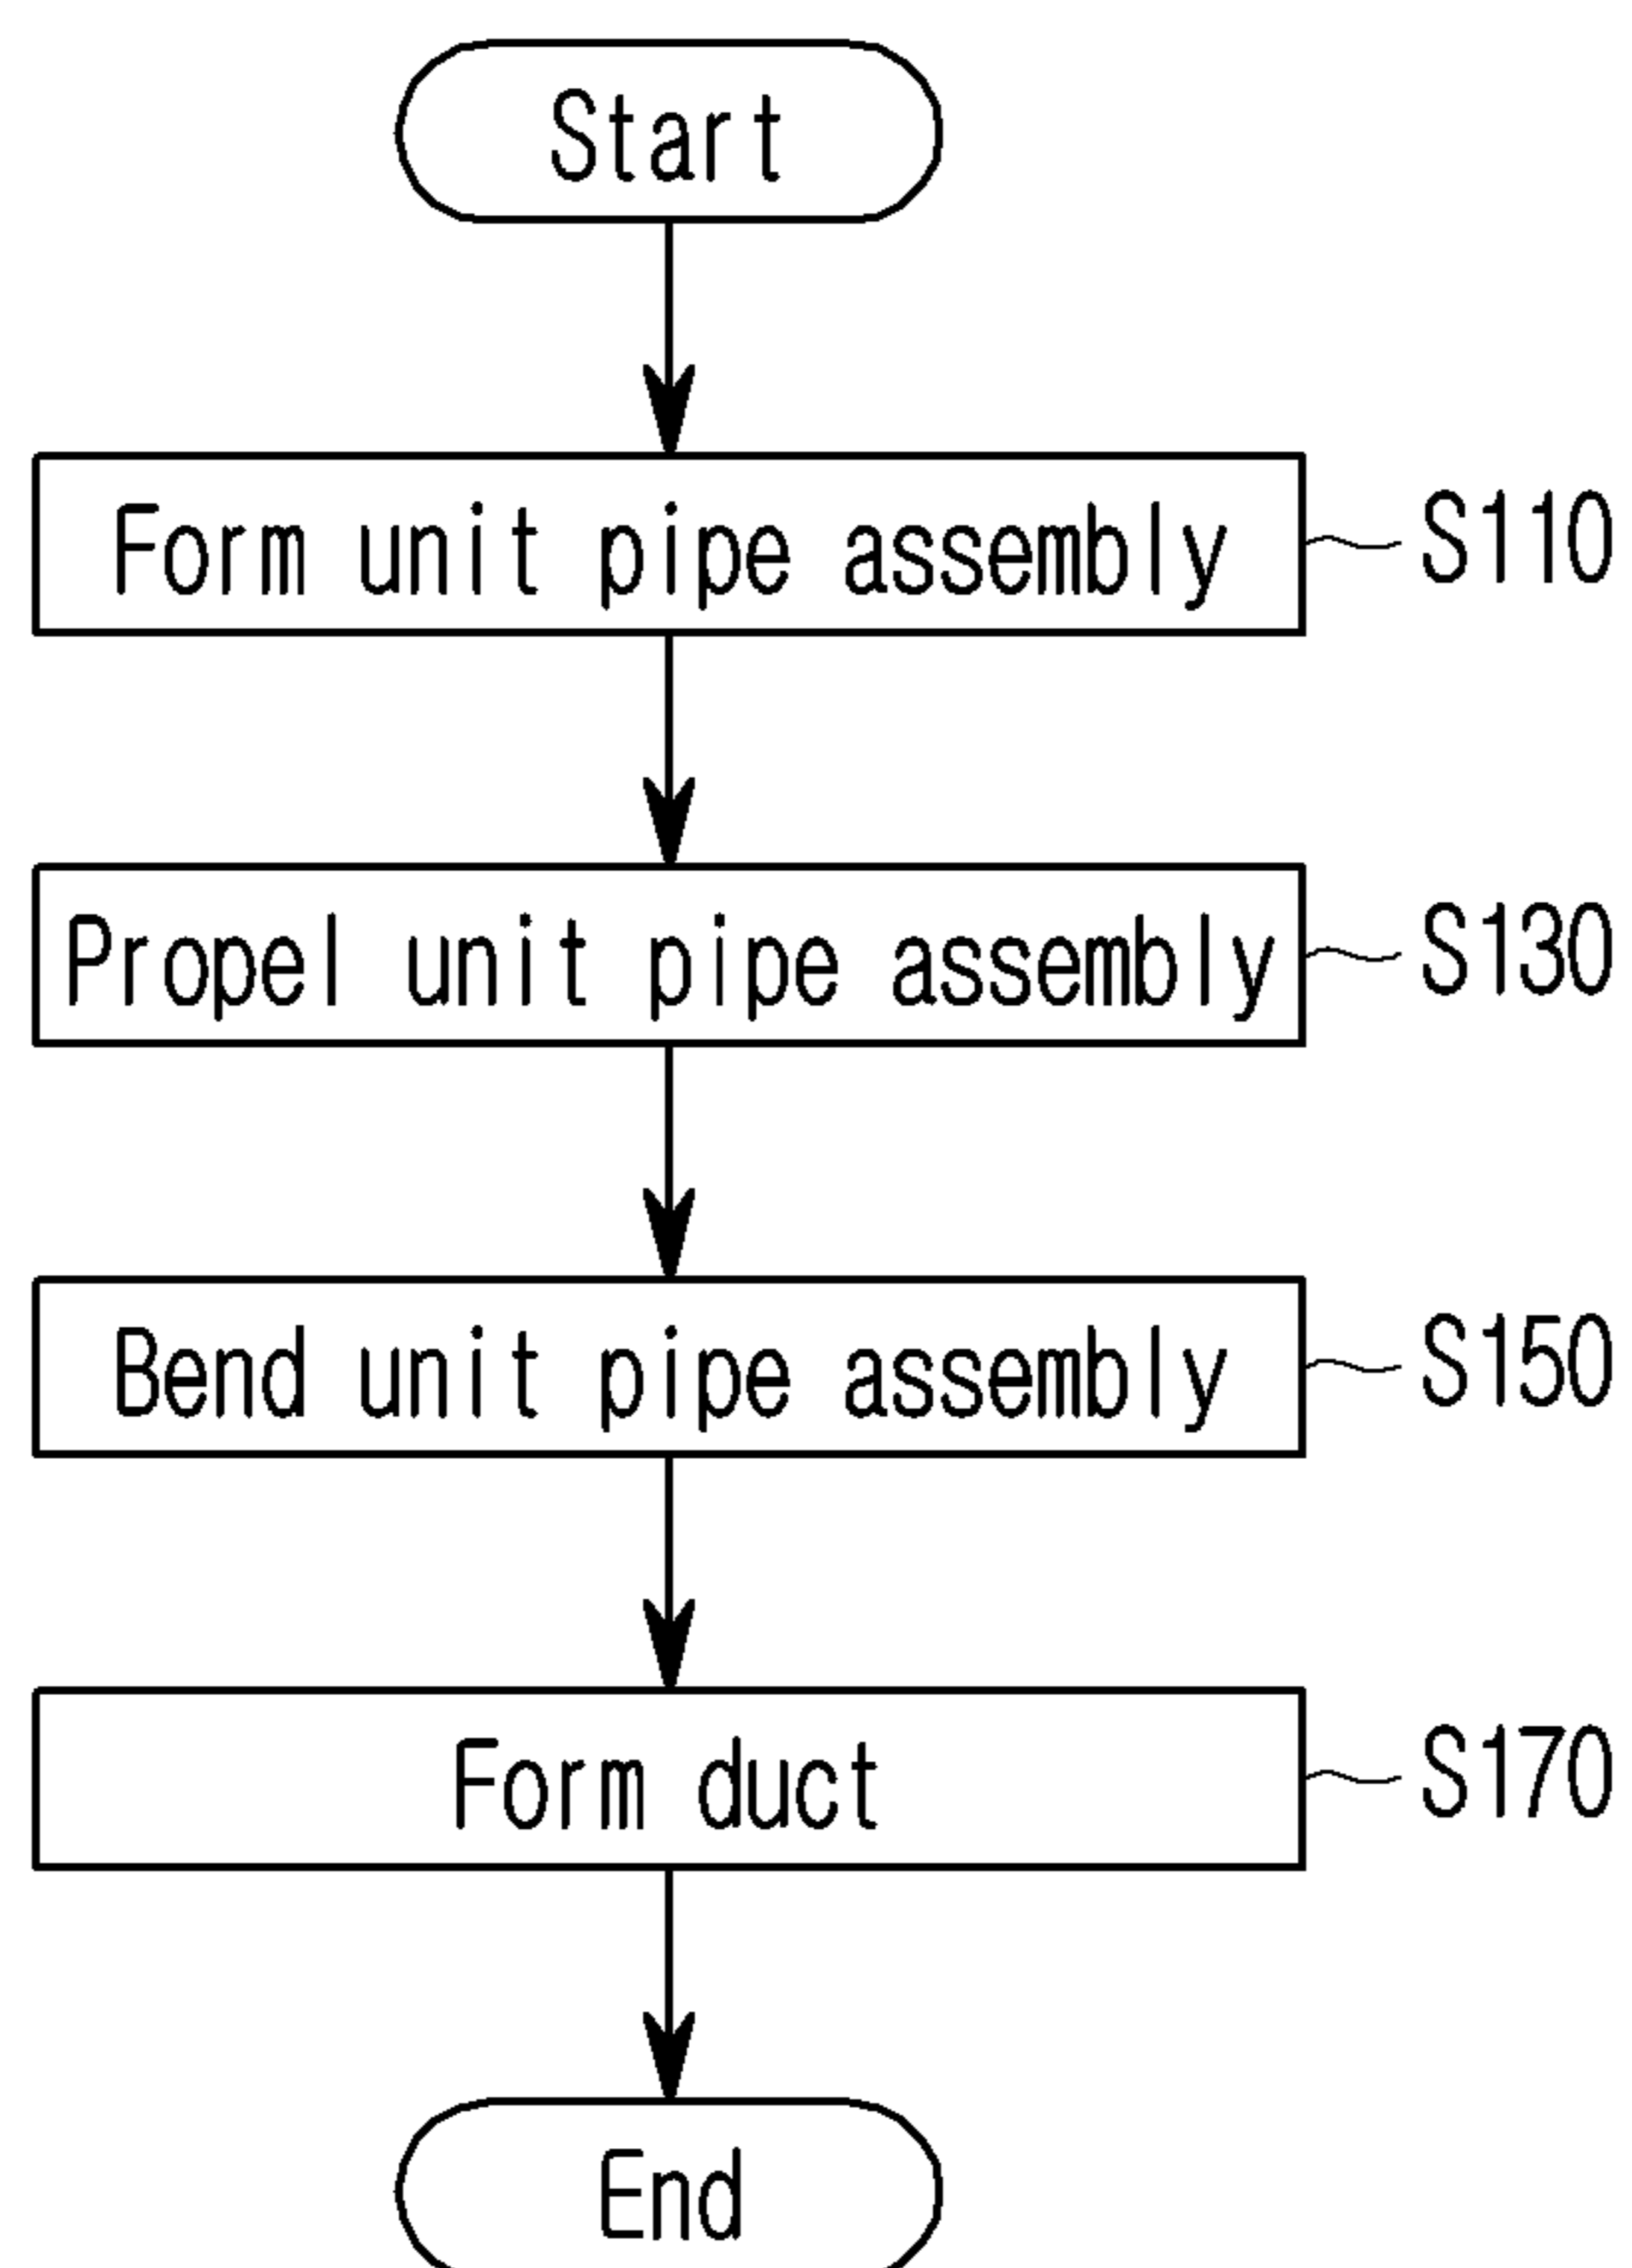 Start
Form unit pipe assembly S110
Propel unit pipe assembly S130
Bend unit pipe assembly S150
Form duct S170
End